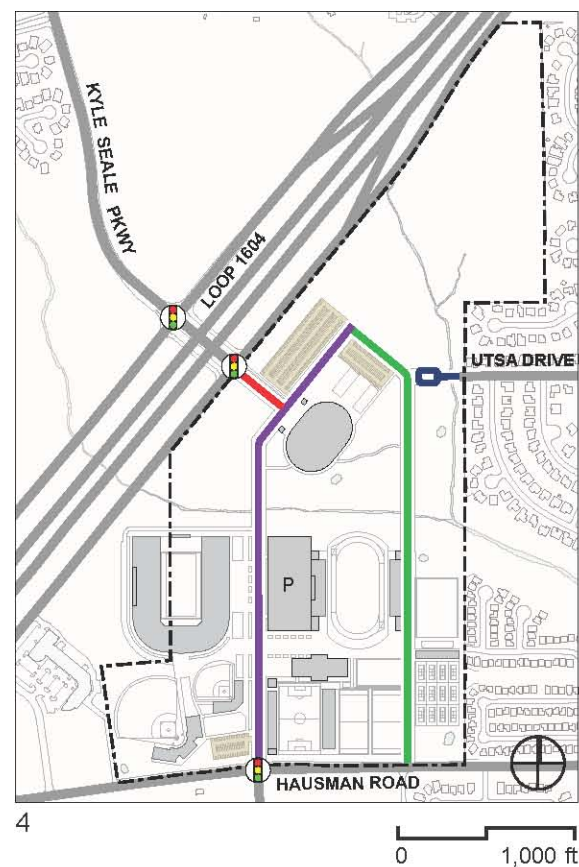 KYLE SEALE PKWY
LOOP 1604
UTSA DRIVE
P
HAUSMAN ROAD
4
0 1,000 ft